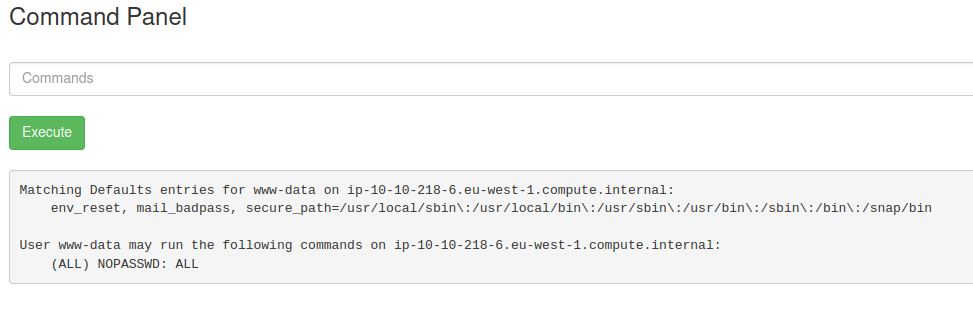 Command Panel
Commands
Execute
Matching Defaults entries for www-data on ip-10-10-218-6.eu-west-1.compute.internal:
    env_reset, mail_badpass, secure_path=/usr/local/sbin\:/usr/local/bin\:/usr/sbin\:/usr/bin\:/sbin\:/bin\:/snap/bin
User www-data may run the following commands on ip-10-10-218-6.eu-west-1.compute.internal:
    (ALL) NOPASSWD: ALL